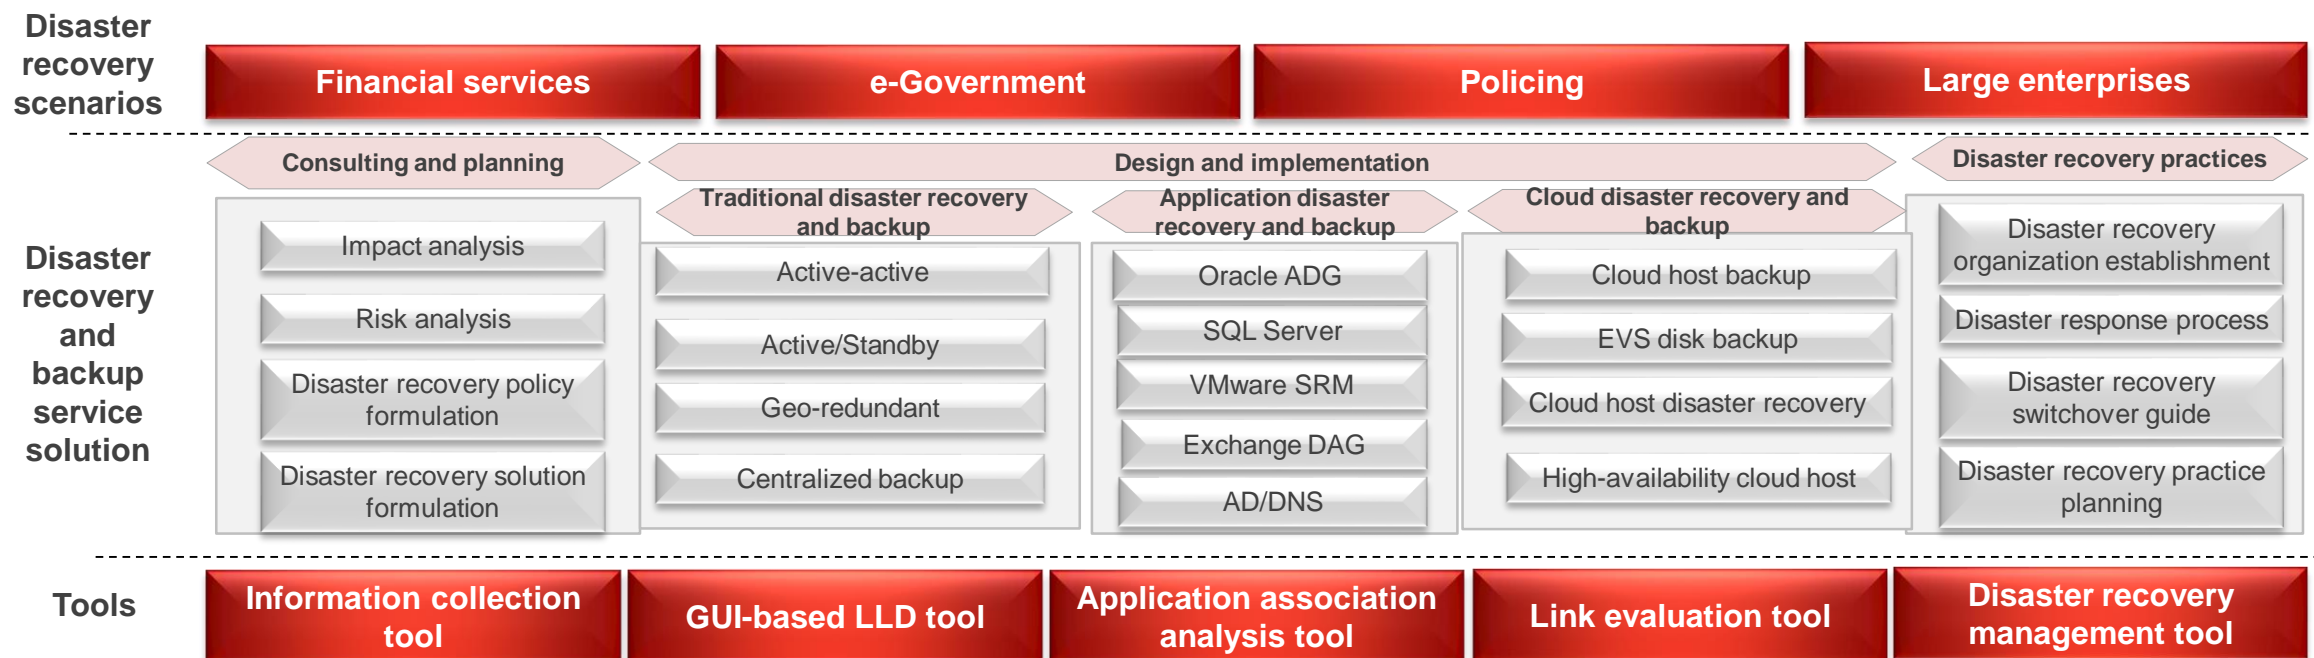 Disaster
recovery
scenarios
Financial services
e-Government
Policing
Large enterprises
Consulting and planning
Design and implementation
Disaster recovery practices
Traditional disaster recovery
and backup
Application disaster
recovery and backup
Cloud disaster recovery and
backup
Disaster
recovery
and
backup
service
solution
Impact analysis
Risk analysis
Disaster recovery policy
formulation
Disaster recovery solution
formulation
Active-active
Active/Standby
Geo-redundant
Centralized backup
Oracle ADG
SQL Server
VMware SRM
Exchange DAG
AD/DNS
Cloud host backup
EVS disk backup
Cloud host disaster recovery
High-availability cloud host
Disaster recovery
organization establishment
Disaster response process
Disaster recovery
switchover guide
Disaster recovery practice
planning
Tools
Information collection
tool
GUI-based LLD tool
Application association
analysis tool
Link evaluation tool
Disaster recovery
management tool